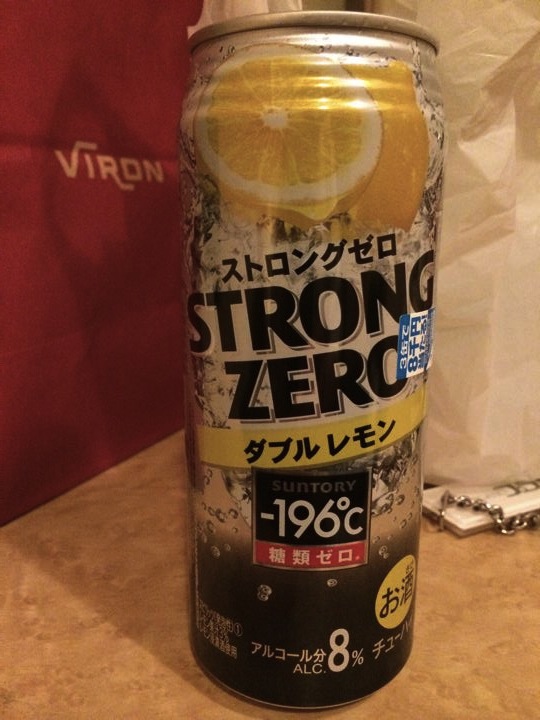 VIRON
ストロングゼロ
STRONG
ZERO
ダブルレモン
SUNTORY
-196℃
糖類ゼロ。
お酒
アルコール分
ALC. 8%
チューハイ